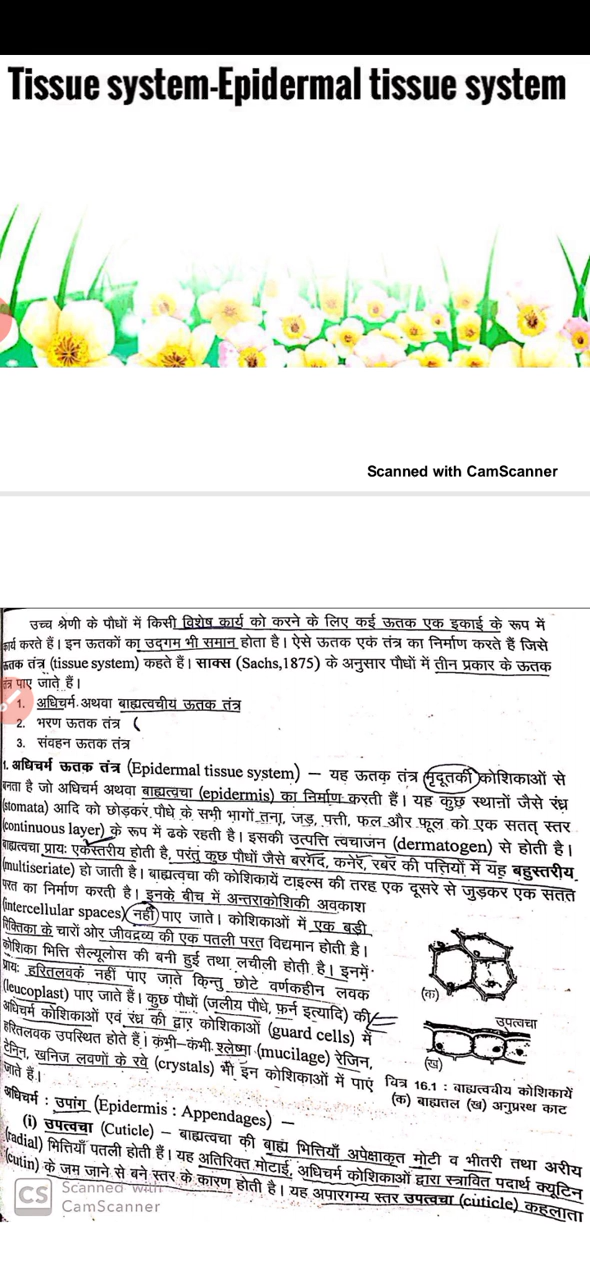 Tissue system-Epidermal tissue system
Scanned with CamScanner
उच्च श्रेणी के पौधों में किसी विशेष कार्य को करने के लिए कई ऊतक एक इकाई के रूप में
कार्य करते हैं। इन ऊतकों का उदगम भी समान होता है। ऐसे ऊतक एक तंत्र का निर्माण करते हैं जिसे
ऊतक तंत्र (tissue system) कहते हैं। साक्स (Sachs,1875) के अनुसार पौधों में तीन प्रकार के ऊतक
तंत्र पाए जाते हैं।
1. अधिचर्म अथवा बाह्यत्वचीय ऊतक तंत्र
2. भरण ऊतक तंत्र
3. संवहन ऊतक तंत्र
1. अधिचर्म ऊतक तंत्र (Epidermal tissue system) – यह ऊतक तंत्र मृदूतकी कोशिकाओं से
बनता है जो अधिचर्म अथवा बाह्यत्वचा (epidermis) का निर्माण करती हैं। यह कुछ स्थानों जैसे रंध्र
(stomata) आदि को छोड़कर पौधे के सभी भागों तना, जड़, पत्ती, फल और फूल को एक सतत् स्तर
(continuous layer) के रूप में ढके रहती है। इसकी उत्पत्ति त्वचाजन (dermatogen) से होती है।
बाह्यत्वचा प्रायः एकस्तरीय होती है, परंतु कुछ पौधों जैसे बरगद, कनेर, रबर की पत्तियों में यह बहुस्तरीय
(multiseriate) हो जाती है। बाह्यत्वचा की कोशिकायें टाइल्स की तरह एक दूसरे से जुड़कर एक सतत
परत का निर्माण करती है। इनके बीच में अन्तराकोशिकी अवकाश
(intercellular spaces) नहीं पाए जाते। कोशिकाओं में एक बड़ी
रिक्तिका के चारों ओर जीवद्रव्य की एक पतली परत विद्यमान होती है।
कोशिका भित्ति सैल्यूलोस की बनी हुई तथा लचीली होती है। इनमें
प्रायः हरितलवक नहीं पाए जाते किन्तु छोटे वर्णकहीन लवक
(leucoplast) पाए जाते हैं। कुछ पौधों (जलीय पौधे, फ़र्न इत्यादि) की
अधिचर्म कोशिकाओं एवं रंध्र की द्वार कोशिकाओं (guard cells) में
हरितलवक उपस्थित होते हैं। कभी–कभी श्लेष्मा (mucilage) रेजिन,
टेनिन, खनिज लवणों के रवे (crystals) भी इन कोशिकाओं में पाए
जाते हैं।
(क)
उपत्वचा
(ख)
चित्र 16.1 : बाह्यत्वचीय कोशिकायें
(क) बाह्यतल (ख) अनुप्रस्थ काट
अधिचर्म : उपांग (Epidermis : Appendages) –
(i) उपत्वचा (Cuticle) – बाह्यत्वचा की बाह्य भित्तियाँ अपेक्षाकृत मोटी व भीतरी तथा अरीय
(radial) भित्तियाँ पतली होती हैं। यह अतिरिक्त मोटाई, अधिचर्म कोशिकाओं द्वारा स्त्रावित पदार्थ क्यूटिन
(cutin) के जम जाने से बने स्तर के कारण होती है। यह अपारगम्य स्तर उपत्वचा (cuticle) कहलाता
CS Scanned with
CamScanner